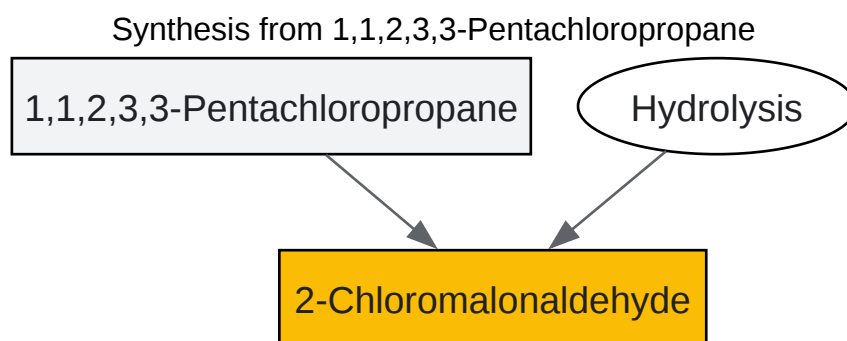 Synthesis from 1,1,2,3,3-Pentachloropropane
1,1,2,3,3-Pentachloropropane
Hydrolysis
2-Chloromalonaldehyde